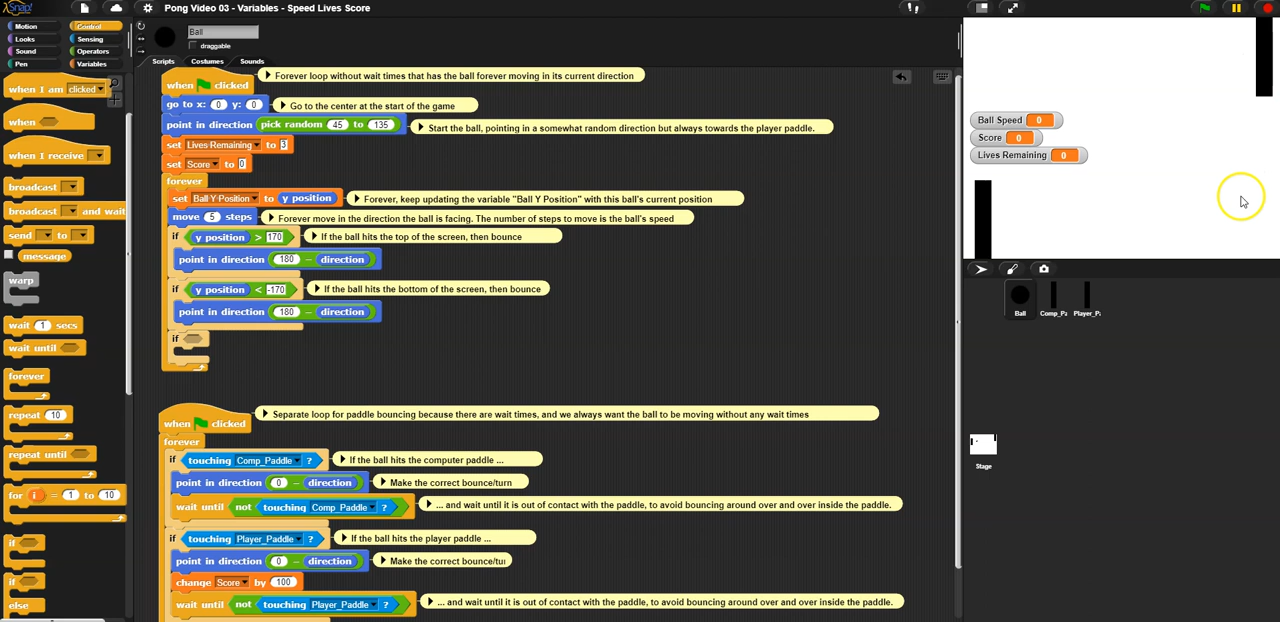 Snap!
Pong Video 03 - Variables - Speed Lives Score
Motion Control
Looks Sensing
Sound Operators
Pen Variables
when I am clicked
when
when I receive
broadcast
broadcast and wait
send to
message
warp
wait 1 secs
wait until
forever
repeat 10
repeat until
for i = 1 to 10
if
if
else
Ball
draggable
Scripts Costumes Sounds
when clicked
Forever loop without wait times that has the ball forever moving in its current direction
go to x: 0 y: 0
Go to the center at the start of the game
point in direction pick random 45 to 135
Start the ball, pointing in a somewhat random direction but always towards the player paddle.
set Lives Remaining to 3
set Score to 0
forever
set Ball Y Position to y position
Forever, keep updating the variable "Ball Y Position" with this ball's current position
move 5 steps
Forever move in the direction the ball is facing. The number of steps to move is the ball's speed
if y position > 170
If the ball hits the top of the screen, then bounce
point in direction 180 - direction
if y position < -170
If the ball hits the bottom of the screen, then bounce
point in direction 180 - direction
if
when clicked
Separate loop for paddle bouncing because there are wait times, and we always want the ball to be moving without any wait times
forever
if touching Comp_Paddle ?
If the ball hits the computer paddle ...
point in direction 0 - direction
Make the correct bounce/turn
wait until not touching Comp_Paddle ?
... and wait until it is out of contact with the paddle, to avoid bouncing around over and over inside the paddle.
if touching Player_Paddle ?
If the ball hits the player paddle ...
point in direction 0 - direction
Make the correct bounce/tu
change Score by 100
wait until not touching Player_Paddle ?
... and wait until it is out of contact with the paddle, to avoid bouncing around over and over inside the paddle.
Ball Speed 0
Score 0
Lives Remaining 0
Ball Comp_Pa Player_P
Stage